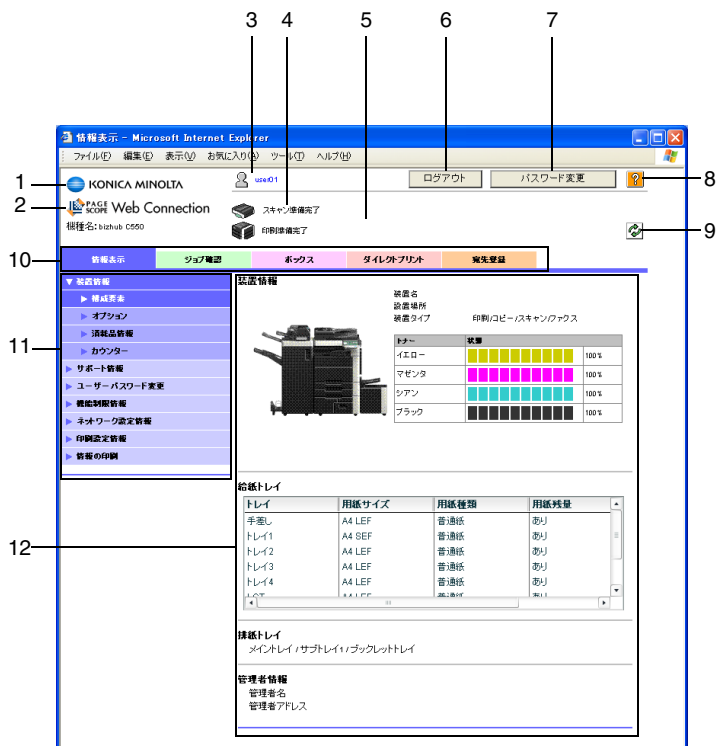 3 4 5 6 7
情報表示 - Microsoft Internet Explorer
ファイル(F) 編集(E) 表示(V) お気に入り(A) ツール(T) ヘルプ(H)
1 KONICA MINOLTA
user01
ログアウト パスワード変更 ? 8
2 PAGE SCOPE Web Connection
スキャン準備完了
機種名: bizhub C550
印刷準備完了
9
10 情報表示 ジョブ確認 ボックス ダイレクトプリント 宛先登録
11
▼ 装置情報
▶ 構成要素
▶ オプション
▶ 消耗品情報
▶ カウンター
▶ サポート情報
▶ ユーザーパスワード変更
▶ 機能制限情報
▶ ネットワーク設定情報
▶ 印刷設定情報
▶ 情報の印刷
12
装置情報
装置名
設置場所
装置タイプ 印刷/コピー/スキャン/ファクス
トナー 状態
イエロー 100 %
マゼンタ 100 %
シアン 100 %
ブラック 100 %
給紙トレイ
トレイ 用紙サイズ 用紙種類 用紙残量
手差し A4 LEF 普通紙 あり
トレイ1 A4 SEF 普通紙 あり
トレイ2 A4 LEF 普通紙 あり
トレイ3 A4 LEF 普通紙 あり
トレイ4 A4 LEF 普通紙 あり
LCT A4 LEF 普通紙 あり
排紙トレイ
メイントレイ / サブトレイ1 / ブックレットトレイ
管理者情報
管理者名
管理者アドレス